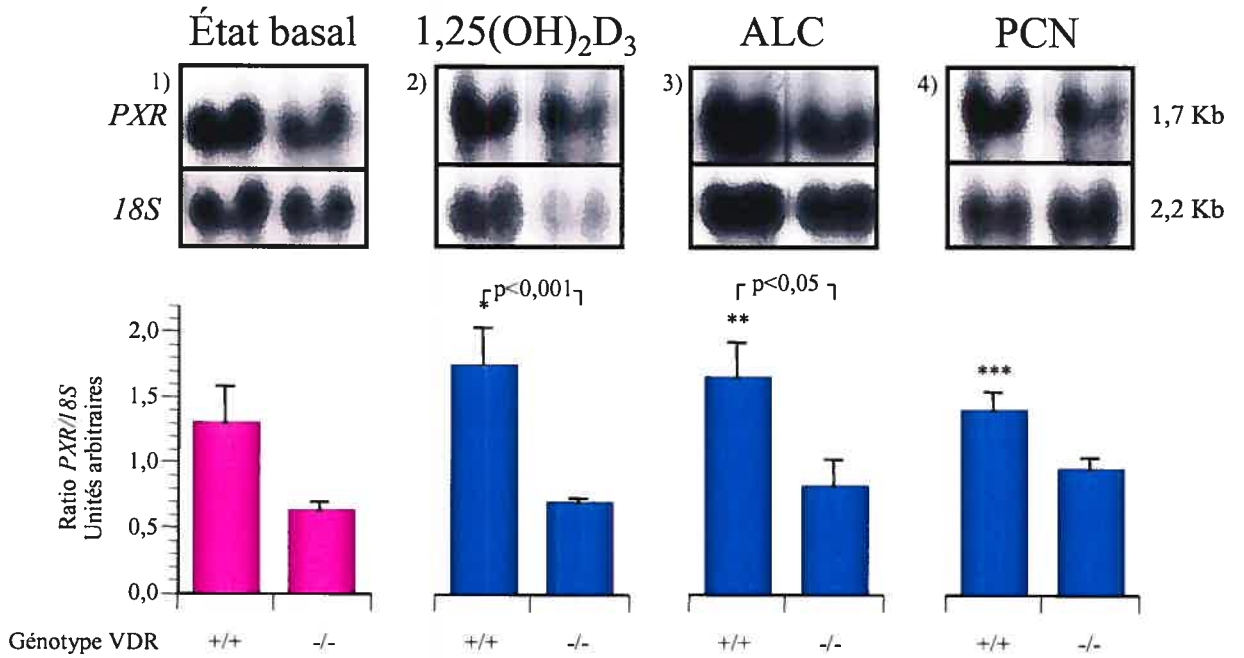 État basal
1,25(OH)₂D₃
ALC
PCN
1)
2)
3)
4)
PXR
1,7 Kb
18S
2,2 Kb
p<0,001
p<0,05
*
**
***
Ratio PXR/18S
Unités arbitraires
2,0
1,5
1,0
0,5
0,0
Génotype VDR
+/+
-/-
+/+
-/-
+/+
-/-
+/+
-/-